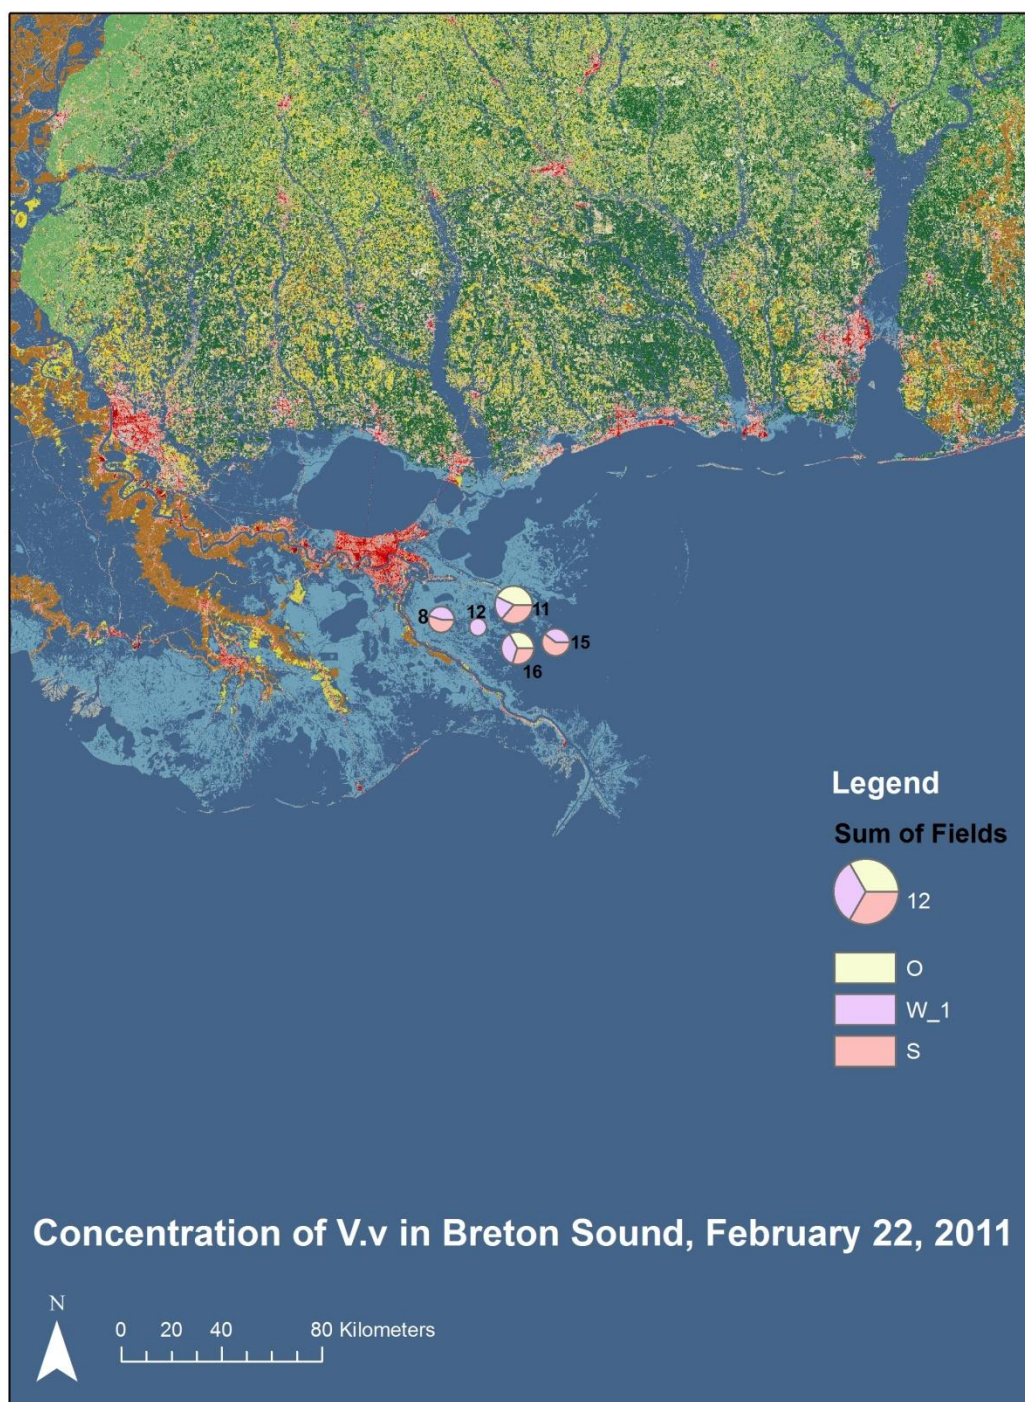 8
12
11
15
16
Legend
Sum of Fields
12
O
W_1
S
Concentration of V.v in Breton Sound, February 22, 2011
N
0 20 40 80 Kilometers